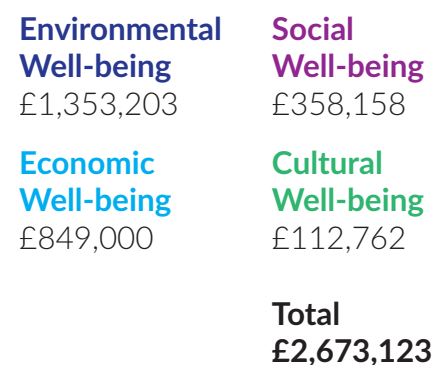 Environmental
Well-being
£1,353,203
Social
Well-being
£358,158
Economic
Well-being
£849,000
Cultural
Well-being
£112,762
Total
£2,673,123